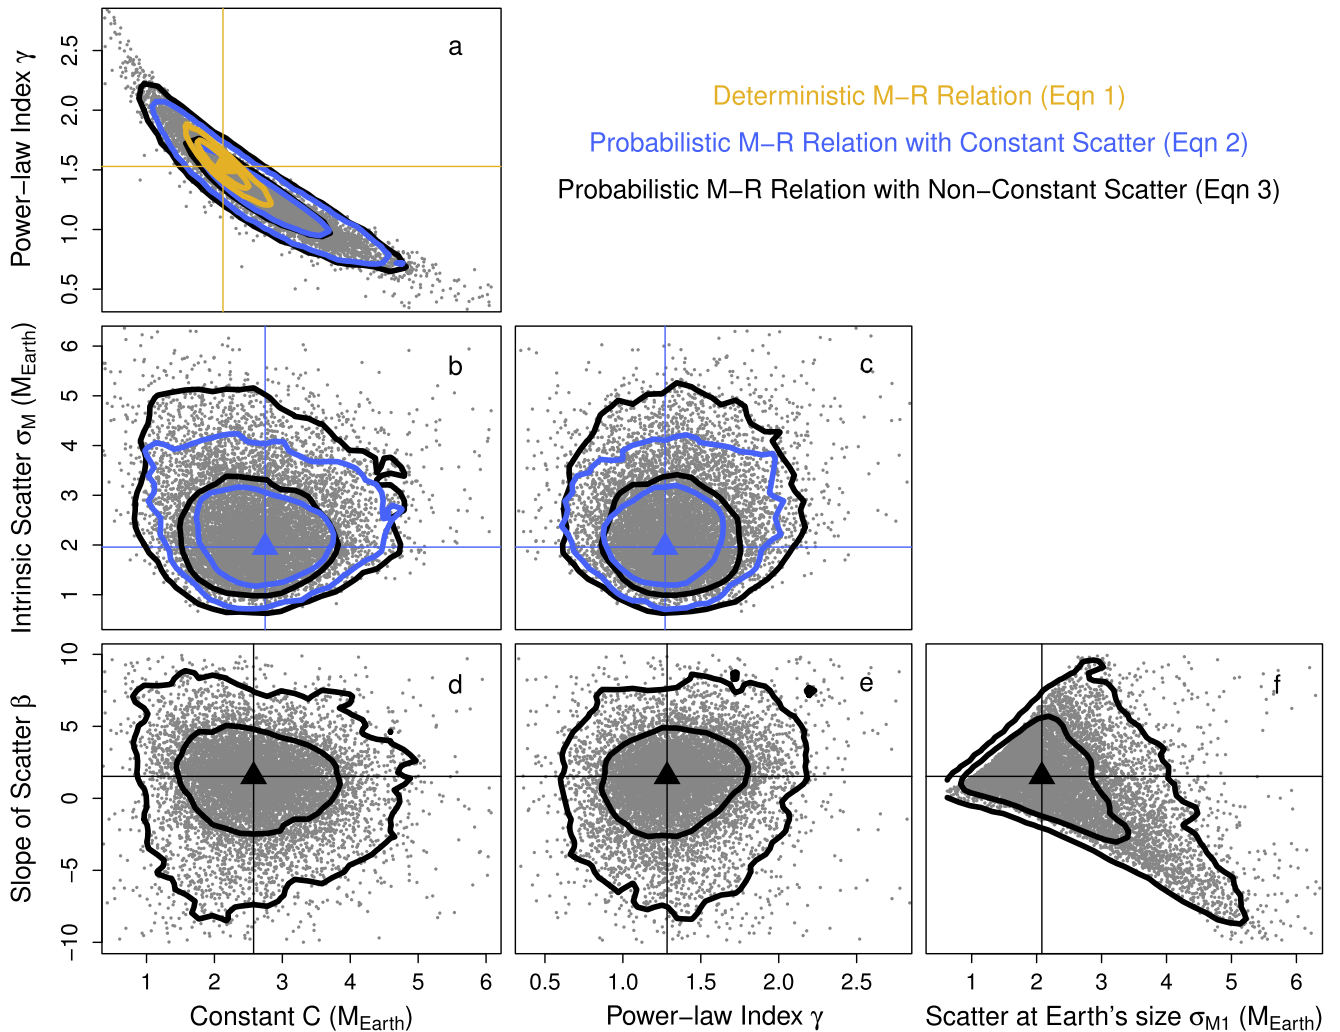 a
Deterministic M−R Relation (Eqn 1)
Probabilistic M−R Relation with Constant Scatter (Eqn 2)
Probabilistic M−R Relation with Non−Constant Scatter (Eqn 3)
Power−law Index γ
0.5 1.0 1.5 2.0 2.5
b
c
Intrinsic Scatter σM (MEarth)
1 2 3 4 5 6
d
e
f
Slope of Scatter β
−10 −5 0 5 10
1 2 3 4 5 6
0.5 1.0 1.5 2.0 2.5
1 2 3 4 5 6
Constant C (MEarth)
Power−law Index γ
Scatter at Earth's size σM1 (MEarth)